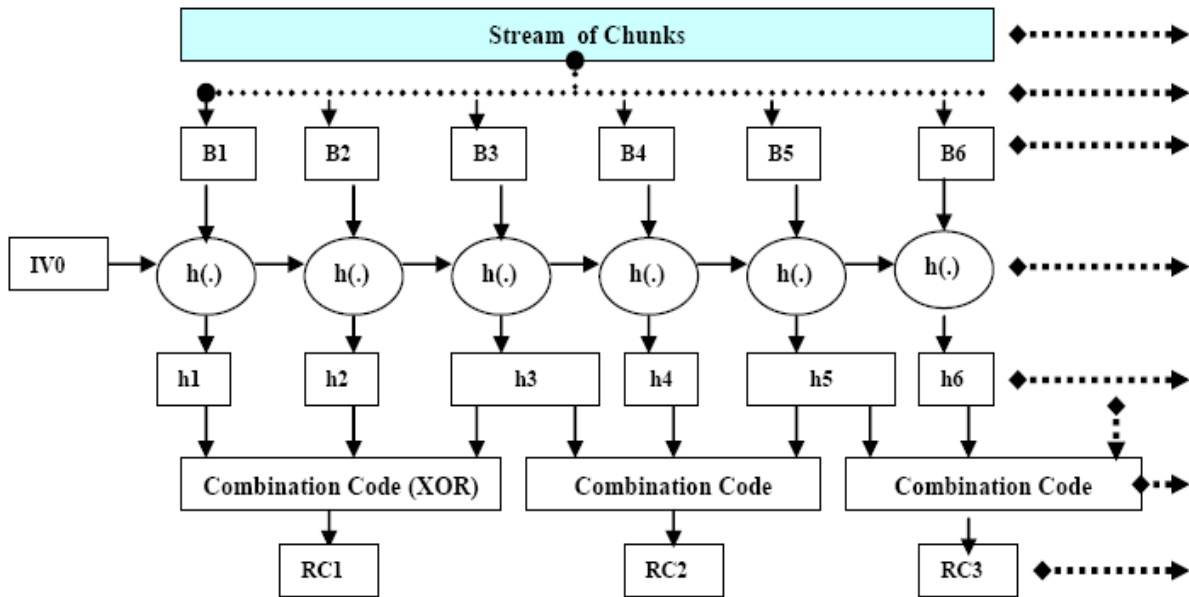 Stream of Chunks
B1 B2 B3 B4 B5 B6
IV0 h(.) h(.) h(.) h(.) h(.) h(.)
h1 h2 h3 h4 h5 h6
Combination Code (XOR) Combination Code Combination Code
RC1 RC2 RC3